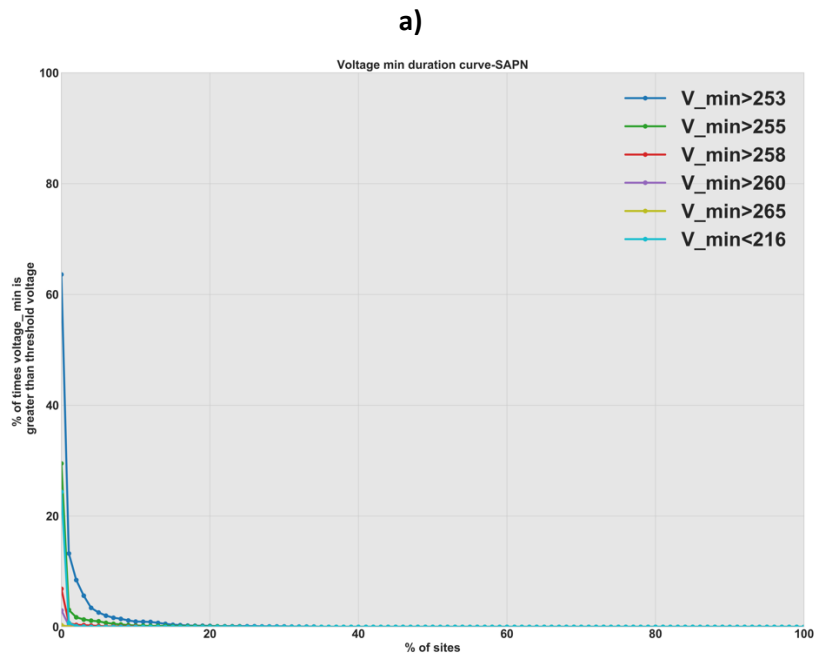 a)
Voltage min duration curve-SAPN
100
80
60
40
20
0
% of times voltage_ min is
greater than threshold voltage
V_min>253
V_min>255
V_min>258
V_min>260
V_min>265
V_min<216
0
20
40
60
80
100
% of sites